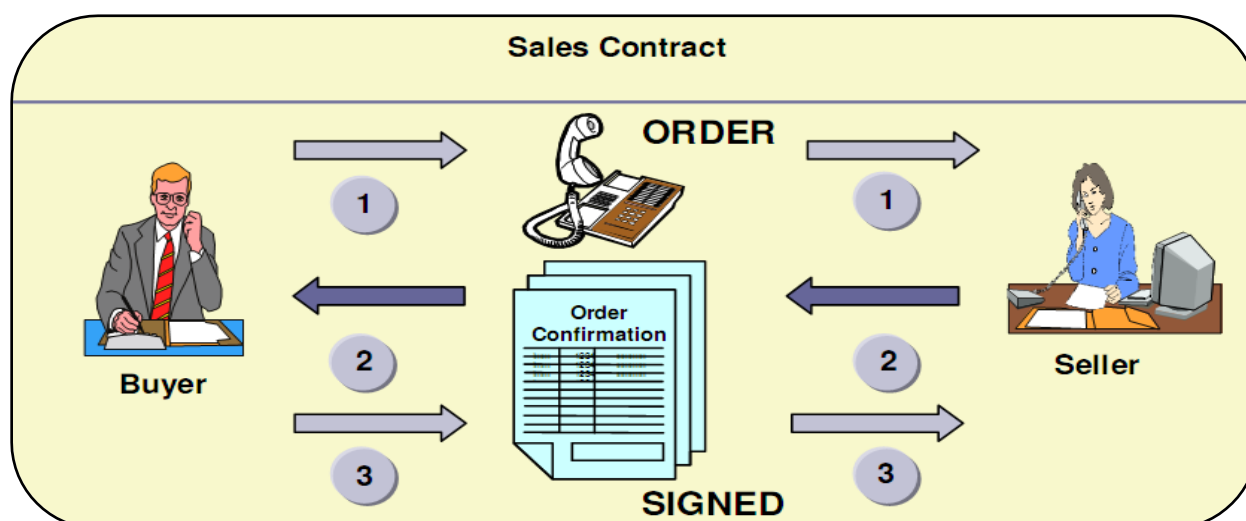 Sales Contract
ORDER
1
1
Order
Confirmation
2
2
Buyer
Seller
3
3
SIGNED